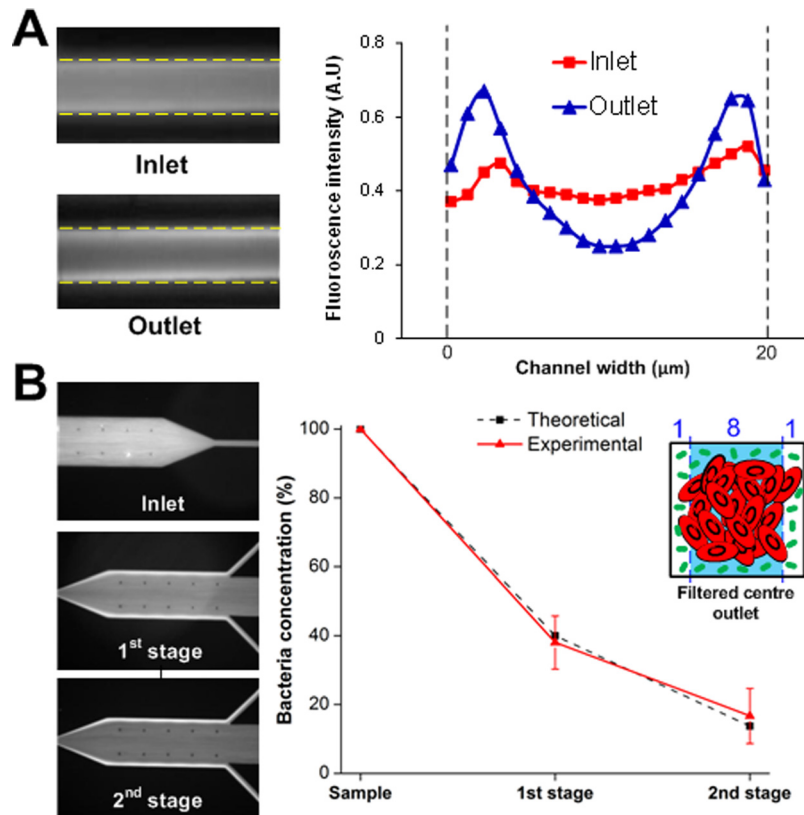 A
Inlet
Outlet
Fluoroscence intensity (A.U)
0.8
0.6
0.4
0.2
0
Inlet
Outlet
0
20
Channel width (μm)
B
Inlet
1st stage
2nd stage
Bacteria concentration (%)
100
80
60
40
20
0
Theoretical
Experimental
Sample
1st stage
2nd stage
1 8 1
Filtered centre
outlet